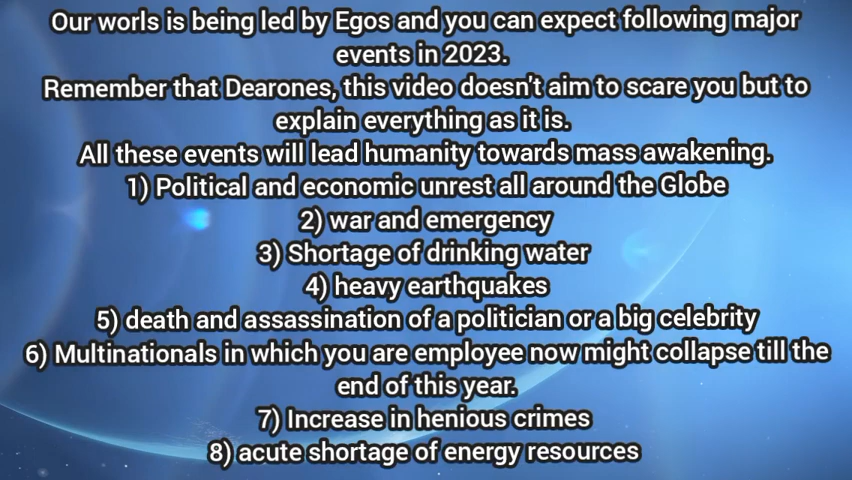 Our worls is being led by Egos and you can expect following major
events in 2023.
Remember that Dearones, this video doesn't aim to scare you but to
explain everything as it is.
All these events will lead humanity towards mass awakening.
1) Political and economic unrest all around the Globe
2) war and emergency
3) Shortage of drinking water
4) heavy earthquakes
5) death and assassination of a politician or a big celebrity
6) Multinationals in which you are employee now might collapse till the
end of this year.
7) Increase in henious crimes
8) acute shortage of energy resources